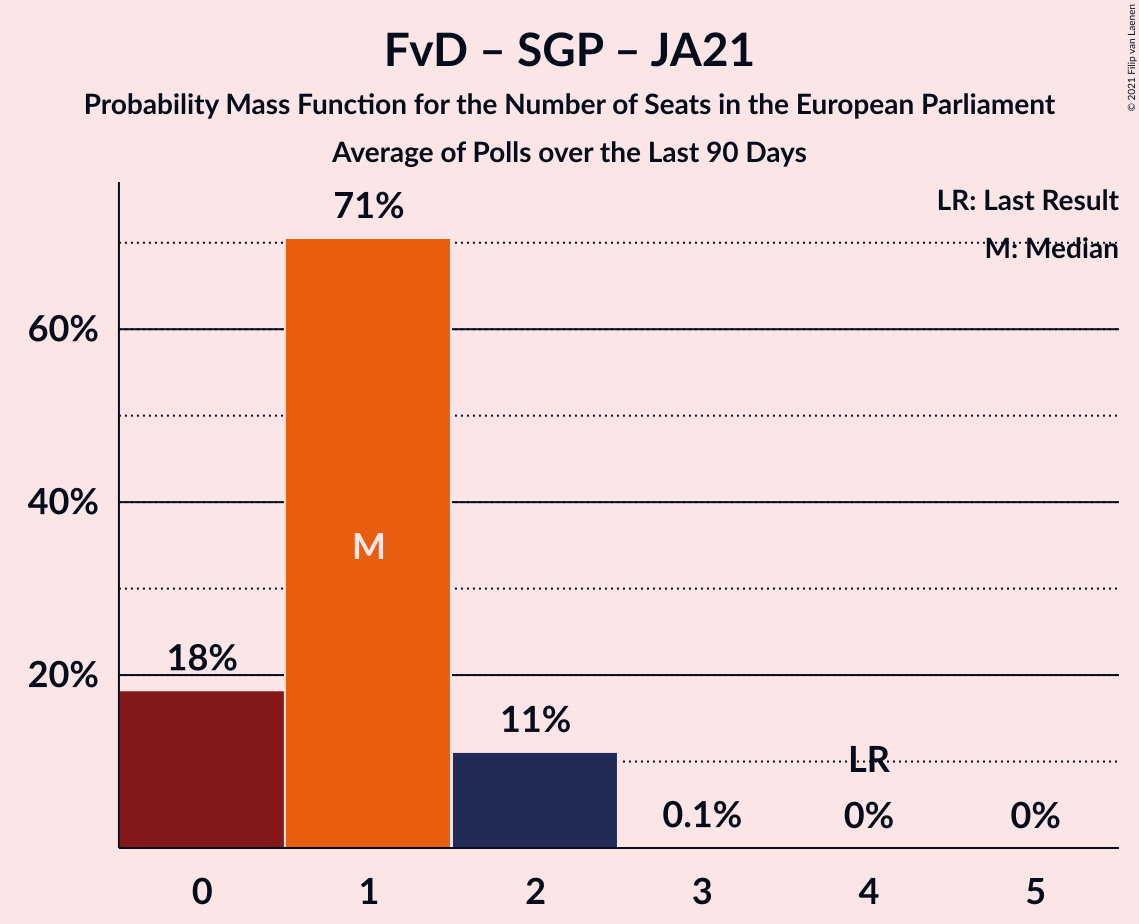 FvD – SGP – JA21
Probability Mass Function for the Number of Seats in the European Parliament
Average of Polls over the Last 90 Days
© 2021 Filip van Laenen
LR: Last Result
M: Median
71%
60%
40%
M
18%
20%
11%
LR
0.1%
0%
0%
0 1 2 3 4 5